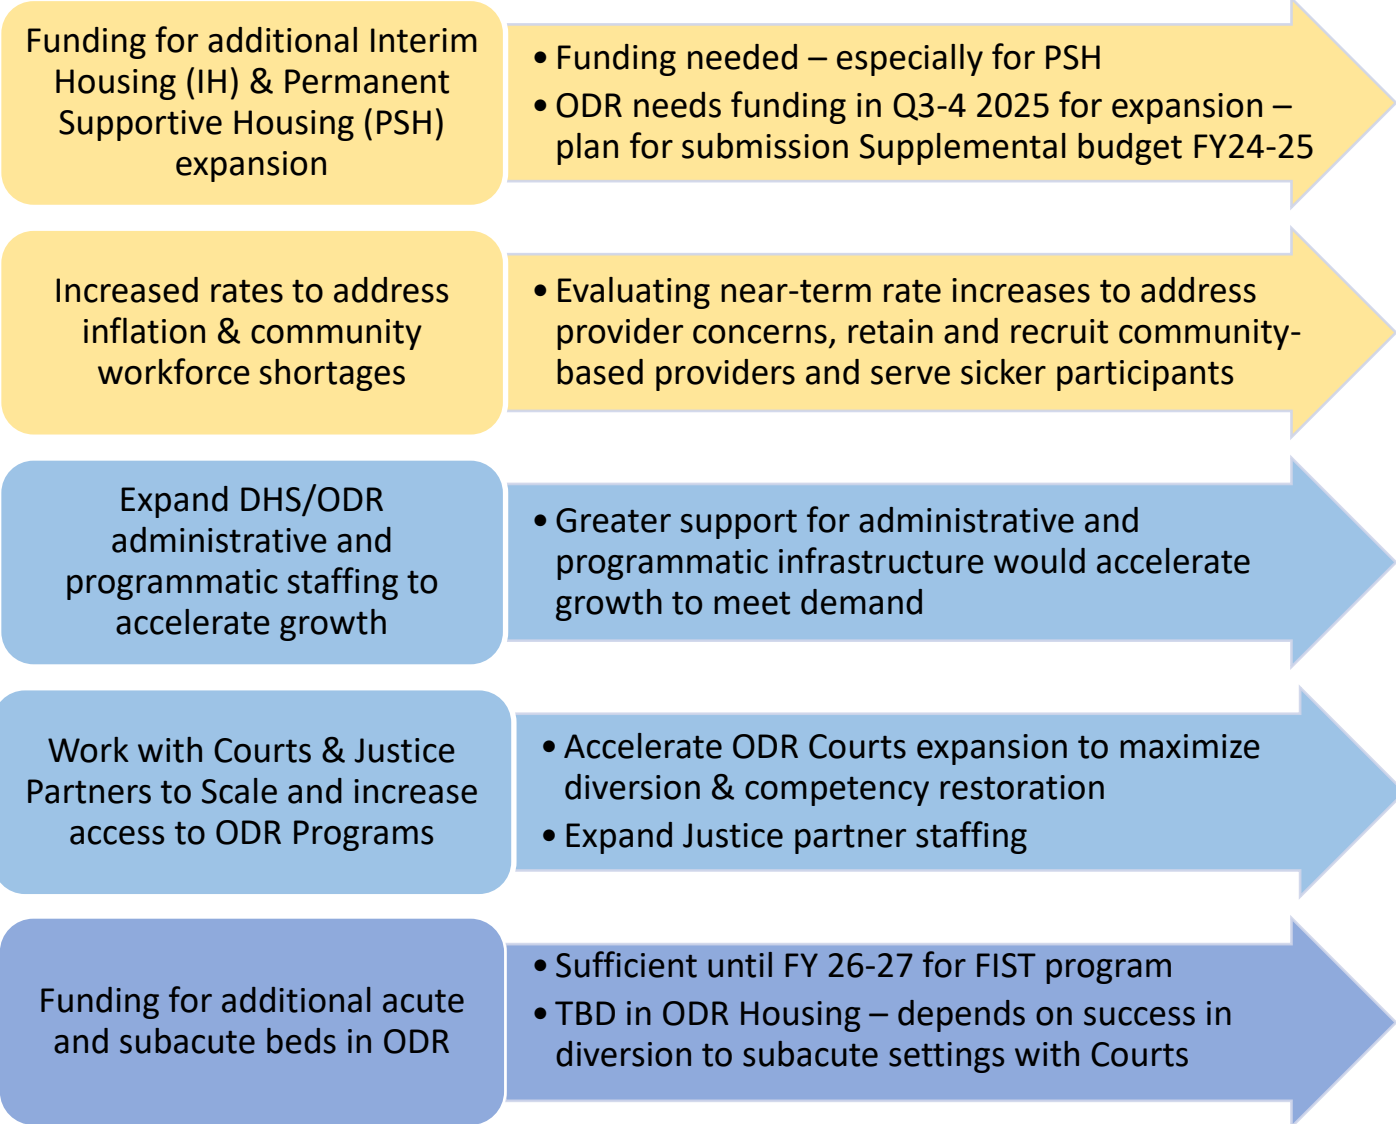 Funding for additional Interim
Housing (IH) & Permanent
Supportive Housing (PSH)
expansion
• Funding needed – especially for PSH
• ODR needs funding in Q3-4 2025 for expansion –
plan for submission Supplemental budget FY24-25
Increased rates to address
inflation & community
workforce shortages
• Evaluating near-term rate increases to address
provider concerns, retain and recruit community-
based providers and serve sicker participants
Expand DHS/ODR
administrative and
programmatic staffing to
accelerate growth
• Greater support for administrative and
programmatic infrastructure would accelerate
growth to meet demand
Work with Courts & Justice
Partners to Scale and increase
access to ODR Programs
• Accelerate ODR Courts expansion to maximize
diversion & competency restoration
• Expand Justice partner staffing
Funding for additional acute
and subacute beds in ODR
• Sufficient until FY 26-27 for FIST program
• TBD in ODR Housing – depends on success in
diversion to subacute settings with Courts